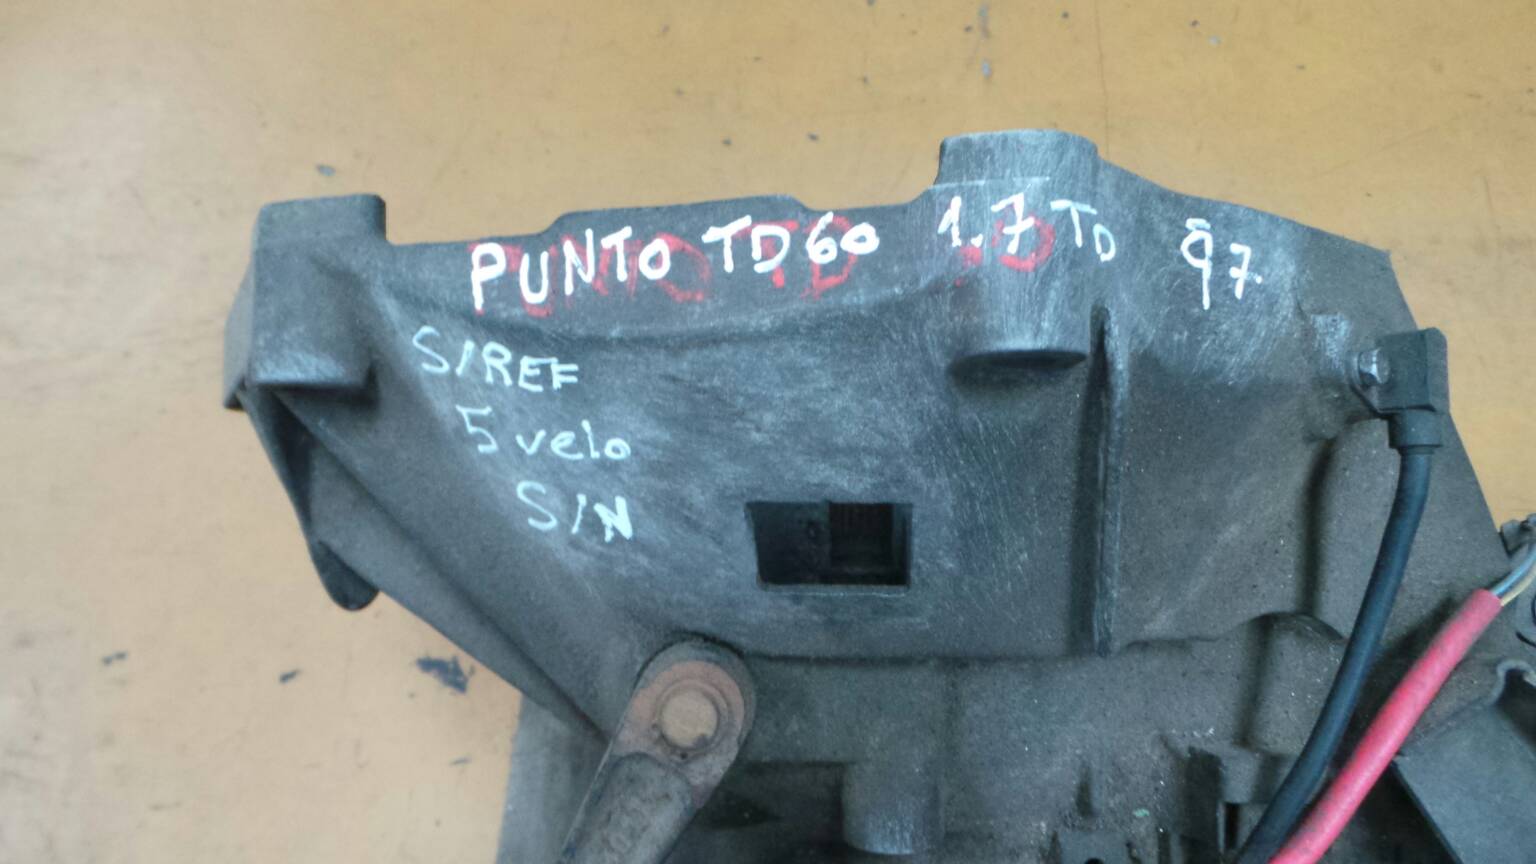 PUNTO TD60 1.7 TD 97
S/REF
5 velo
S/N